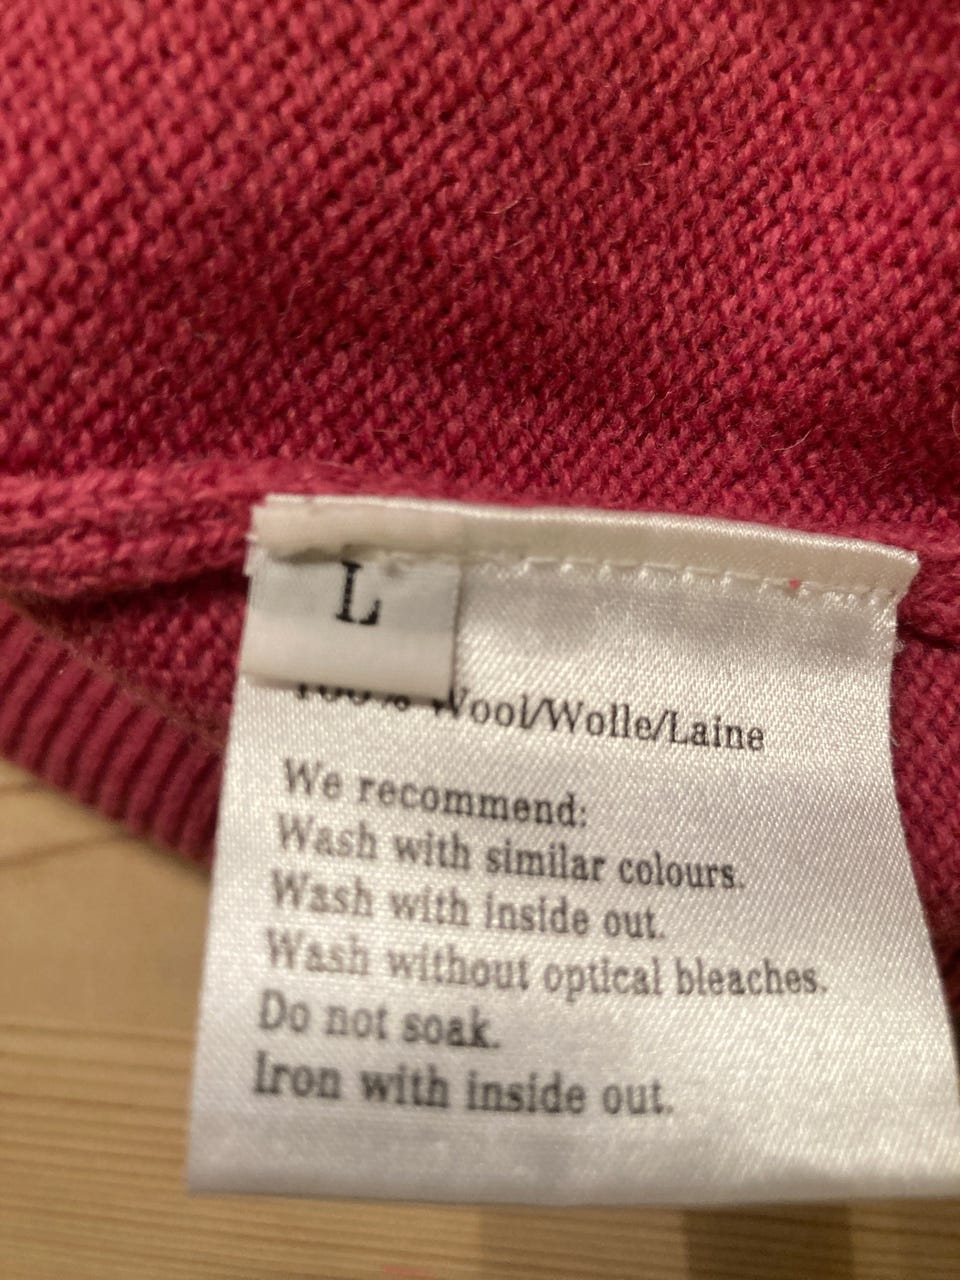 L
100% Wool/Wolle/Laine
We recommend:
Wash with similar colours.
Wash with inside out.
Wash without optical bleaches.
Do not soak.
Iron with inside out.